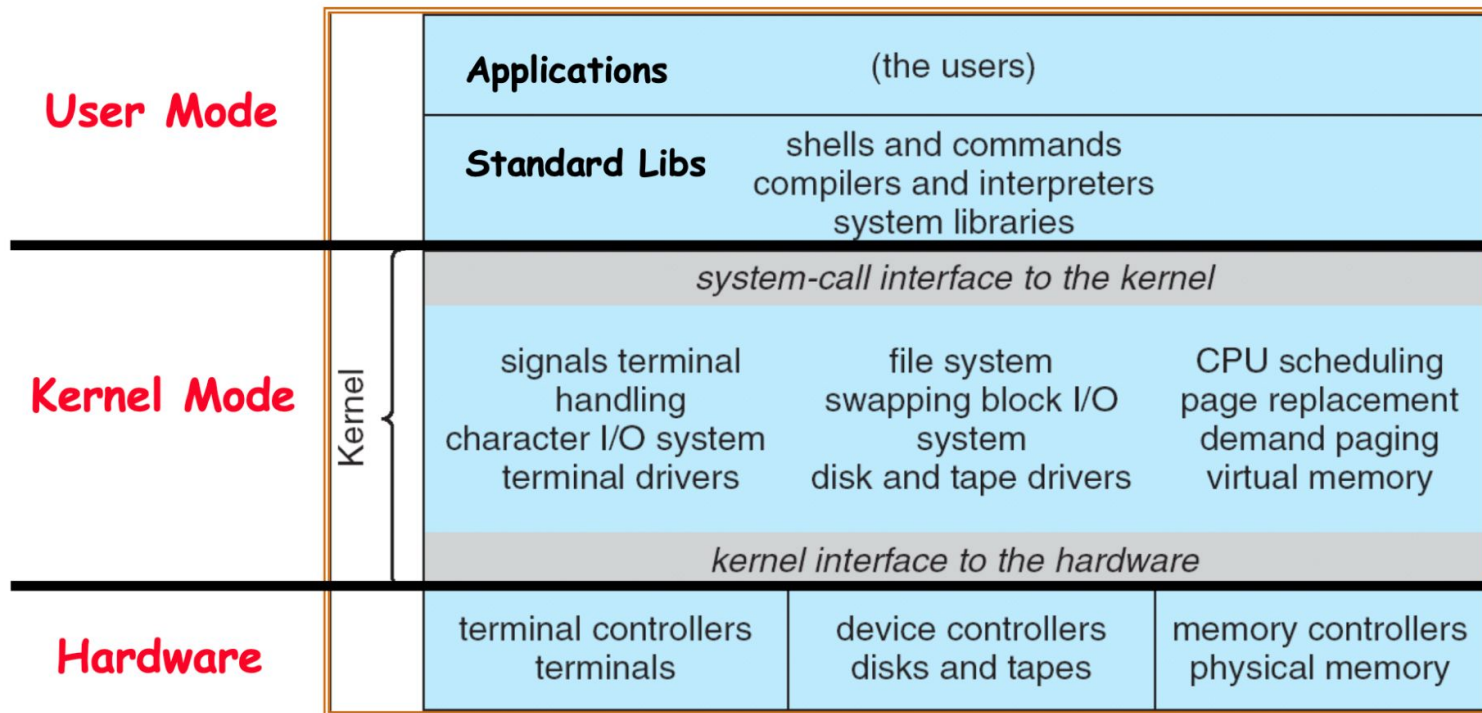 User Mode
Applications (the users)
Standard Libs shells and commands
compilers and interpreters
system libraries
Kernel Mode
Kernel
system-call interface to the kernel
signals terminal
handling
character I/O system
terminal drivers
file system
swapping block I/O
system
disk and tape drivers
CPU scheduling
page replacement
demand paging
virtual memory
kernel interface to the hardware
Hardware
terminal controllers
terminals
device controllers
disks and tapes
memory controllers
physical memory